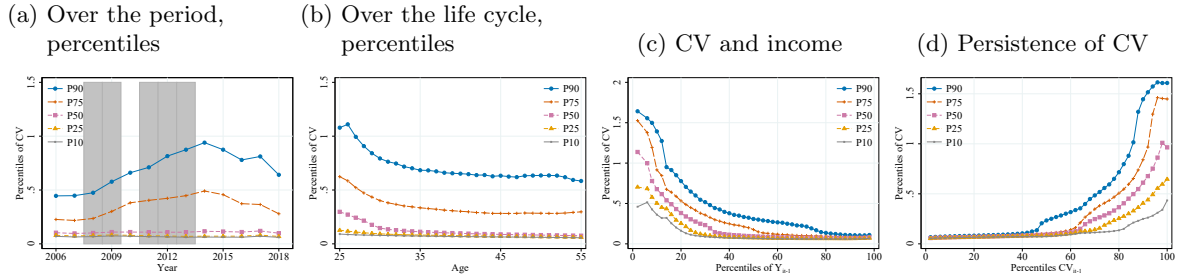 (a) Over the period,
percentiles
1.5
1
.5
0
Percentiles of CV
P90
P75
P50
P25
P10
2006 2009 2012 2015 2018
Year
(b) Over the life cycle,
percentiles
1.5
1
.5
0
Percentiles of CV
P90
P75
P50
P25
P10
25 35 45 55
Age
(c) CV and income
2
1.5
1
.5
0
Percentiles of CV
P90
P75
P50
P25
P10
0 20 40 60 80 100
Percentiles of Y_it-1
(d) Persistence of CV
2
1.5
1
.5
0
Percentiles of CV
P90
P75
P50
P25
P10
0 20 40 60 80 100
Percentiles CV_it-1